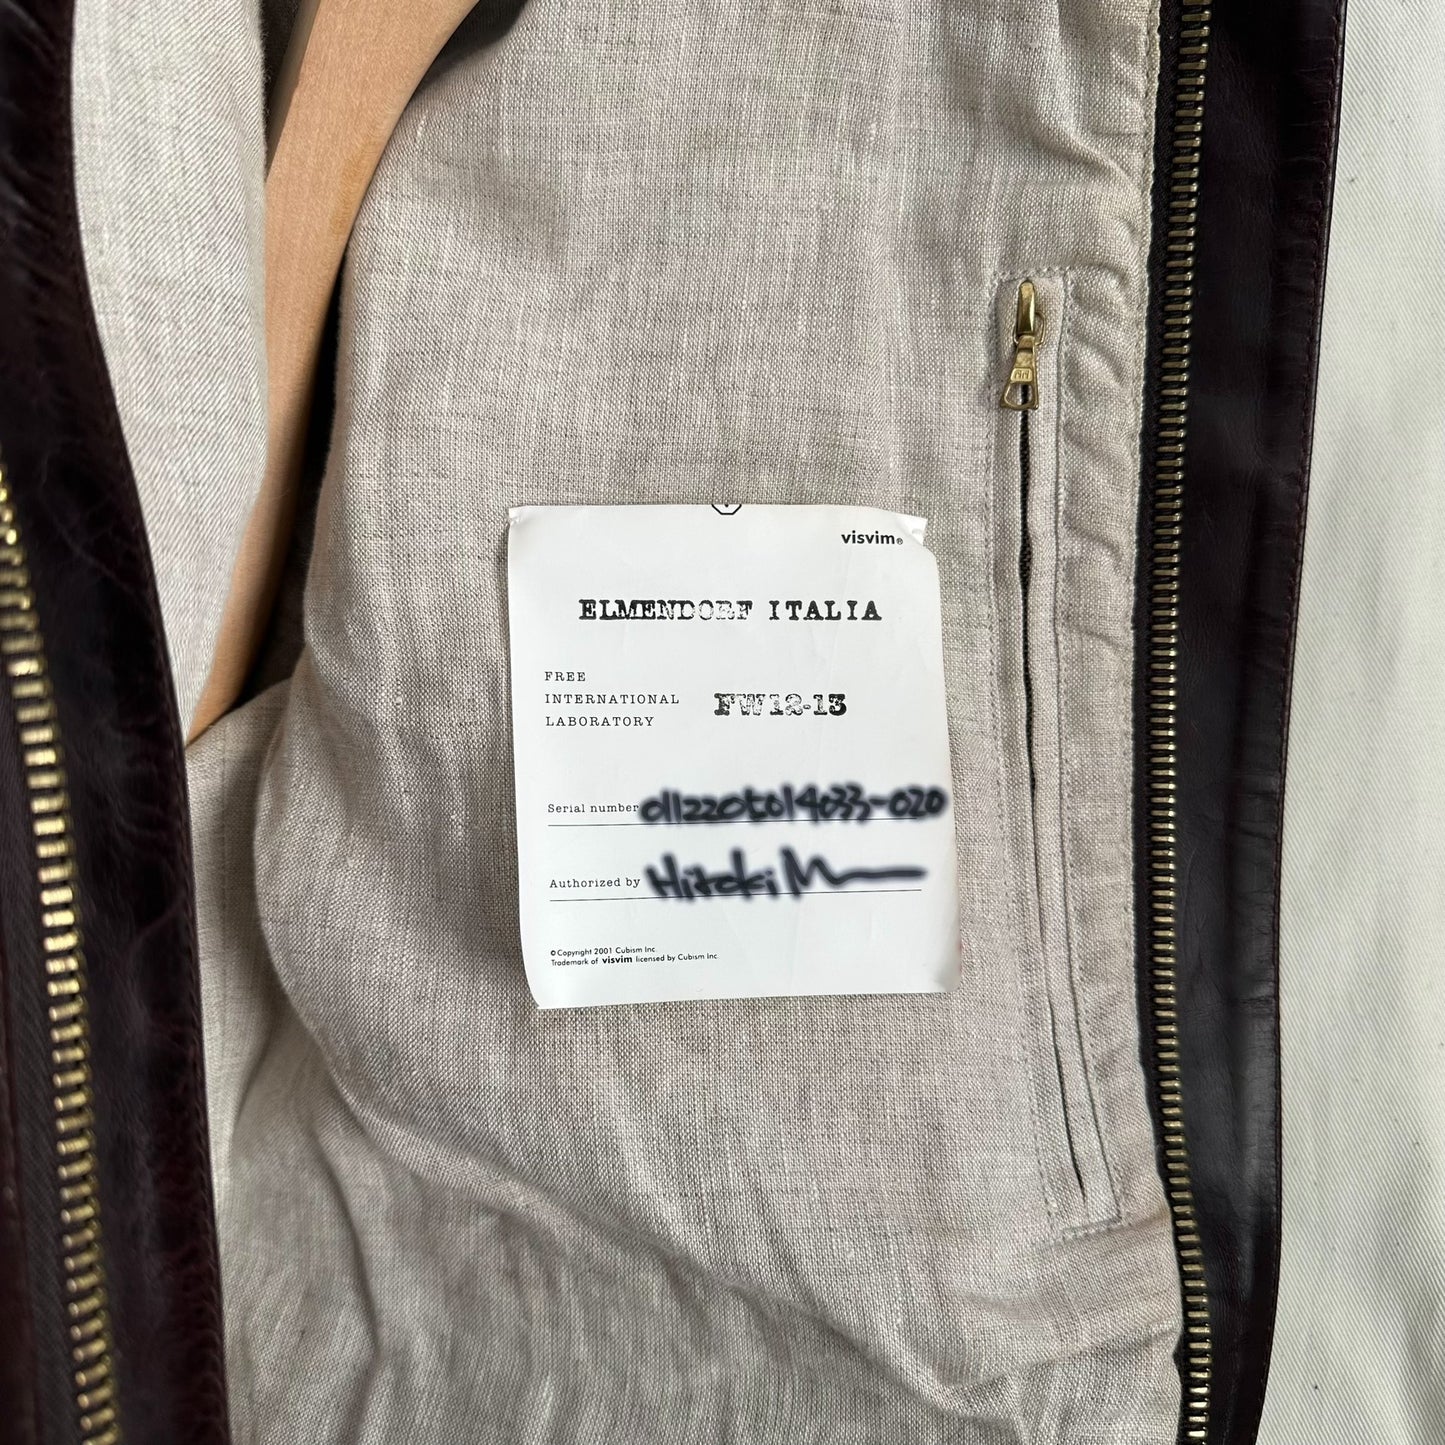 visvim®
ELMENDORF ITALIA
FREE
INTERNATIONAL
LABORATORY
FW12-13
Serial number
Authorized by Hiroki
© Copyright 2001 Cubism Inc.
Trademark of visvim licensed by Cubism Inc.